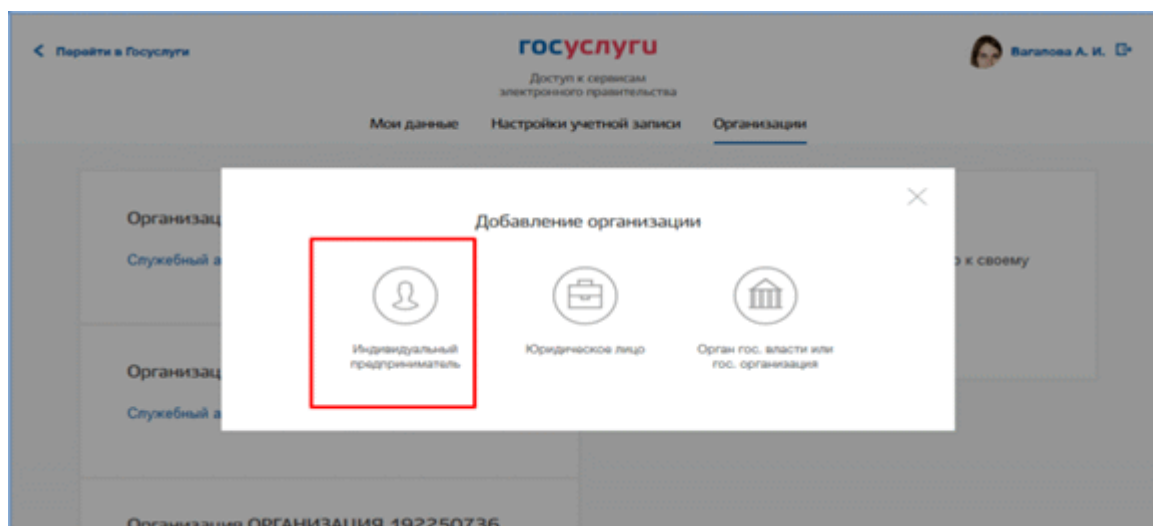 Перейти в Госуслуги
госуслуги
Вагапова А. И.
Доступ к сервисам
электронного правительства
Мои данные Настройки учетной записи Организации
Добавление организации
Организац
Служебный а
о к своему
Индивидуальный
предприниматель
Юридическое лицо
Орган гос. власти или
гос. организация
Организац
Служебный а
Организация ОРГАНИЗАЦИЯ 192250736